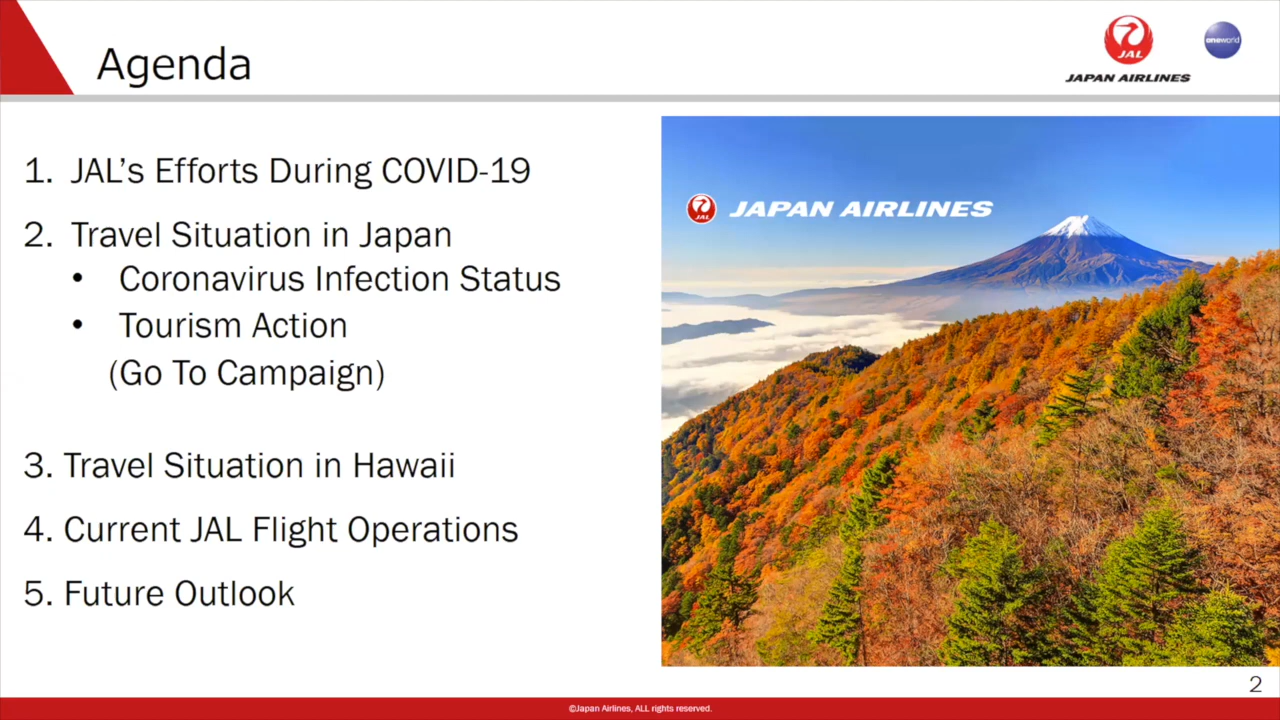 Agenda
JAL
JAPAN AIRLINES
oneworld
1. JAL’s Efforts During COVID-19
2. Travel Situation in Japan
• Coronavirus Infection Status
• Tourism Action
(Go To Campaign)
3. Travel Situation in Hawaii
4. Current JAL Flight Operations
5. Future Outlook
JAL JAPAN AIRLINES
2
©Japan Airlines, ALL rights reserved.